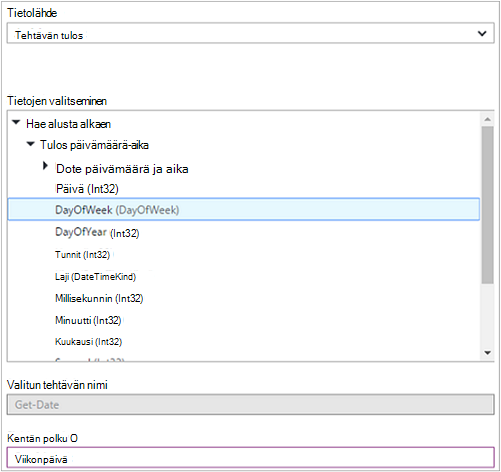 Tietolähde
Tehtävän tulos
Tietojen valitseminen
Hae alusta alkaen
Tulos päivämäärä-aika
Dote päivämäärä ja aika
Päivä (Int32)
DayOfWeek (DayOfWeek)
DayOfYear (Int32)
Tunnit (Int32)
Laji (DateTimeKind)
Millisekunnin (Int32)
Minuutti (Int32)
Kuukausi (Int32)
Valitun tehtävän nimi
Get-Date
Kentän polku O
Viikonpäivä